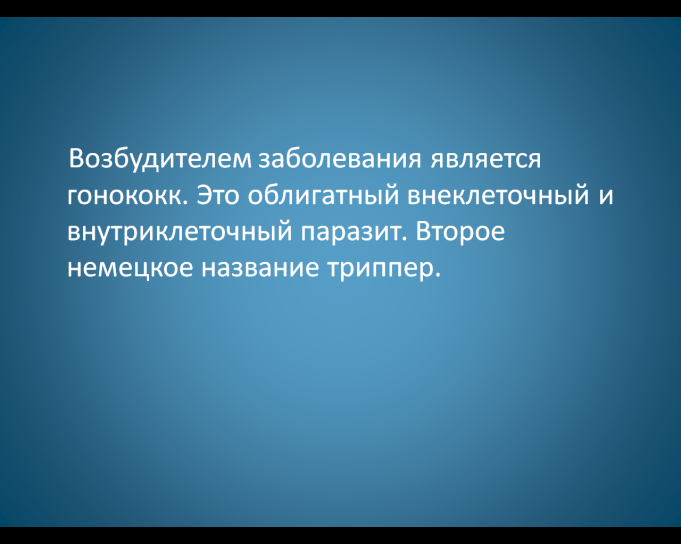 Возбудителем заболевания является
гонококк. Это облигатный внеклеточный и
внутриклеточный паразит. Второе
немецкое название триппер.